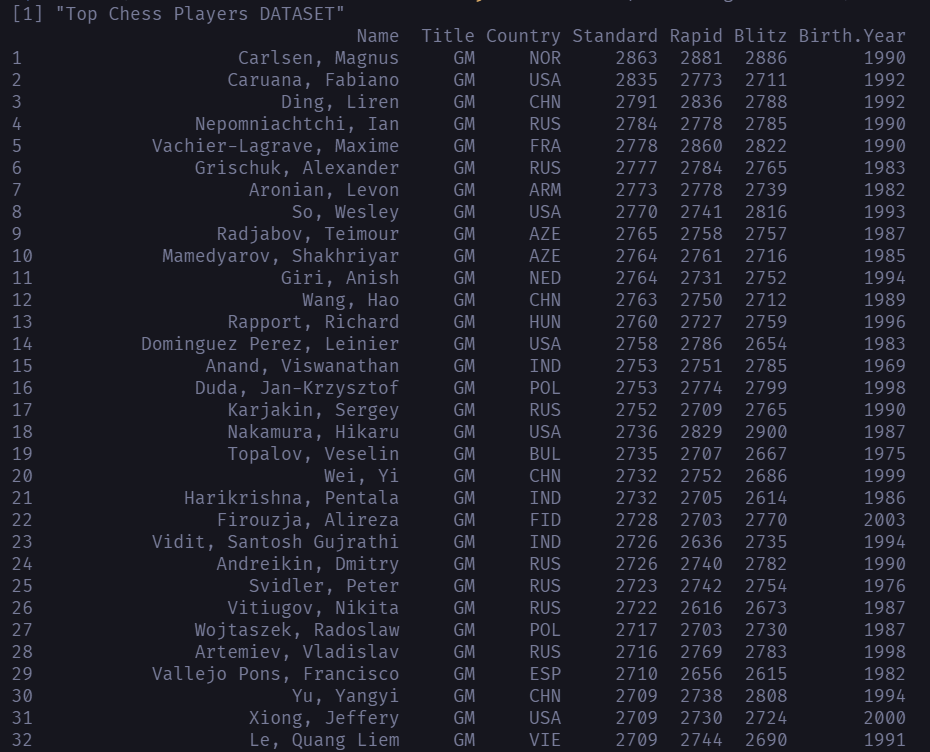 [1] "Top Chess Players DATASET"
Name Title Country Standard Rapid Blitz Birth.Year
1 Carlsen, Magnus GM NOR 2863 2881 2886 1990
2 Caruana, Fabiano GM USA 2835 2773 2711 1992
3 Ding, Liren GM CHN 2791 2836 2788 1992
4 Nepomniachtchi, Ian GM RUS 2784 2778 2785 1990
5 Vachier-Lagrave, Maxime GM FRA 2778 2860 2822 1990
6 Grischuk, Alexander GM RUS 2777 2784 2765 1983
7 Aronian, Levon GM ARM 2773 2778 2739 1982
8 So, Wesley GM USA 2770 2741 2816 1993
9 Radjabov, Teimour GM AZE 2765 2758 2757 1987
10 Mamedyarov, Shakhriyar GM AZE 2764 2761 2716 1985
11 Giri, Anish GM NED 2764 2731 2752 1994
12 Wang, Hao GM CHN 2763 2750 2712 1989
13 Rapport, Richard GM HUN 2760 2727 2759 1996
14 Dominguez Perez, Leinier GM USA 2758 2786 2654 1983
15 Anand, Viswanathan GM IND 2753 2751 2785 1969
16 Duda, Jan-Krzysztof GM POL 2753 2774 2799 1998
17 Karjakin, Sergey GM RUS 2752 2709 2765 1990
18 Nakamura, Hikaru GM USA 2736 2829 2900 1987
19 Topalov, Veselin GM BUL 2735 2707 2667 1975
20 Wei, Yi GM CHN 2732 2752 2686 1999
21 Harikrishna, Pentala GM IND 2732 2705 2614 1986
22 Firouzja, Alireza GM FID 2728 2703 2770 2003
23 Vidit, Santosh Gujrathi GM IND 2726 2636 2735 1994
24 Andreikin, Dmitry GM RUS 2726 2740 2782 1990
25 Svidler, Peter GM RUS 2723 2742 2754 1976
26 Vitiugov, Nikita GM RUS 2722 2616 2673 1987
27 Wojtaszek, Radoslaw GM POL 2717 2703 2730 1987
28 Artemiev, Vladislav GM RUS 2716 2769 2783 1998
29 Vallejo Pons, Francisco GM ESP 2710 2656 2615 1982
30 Yu, Yangyi GM CHN 2709 2738 2808 1994
31 Xiong, Jeffery GM USA 2709 2730 2724 2000
32 Le, Quang Liem GM VIE 2709 2744 2690 1991